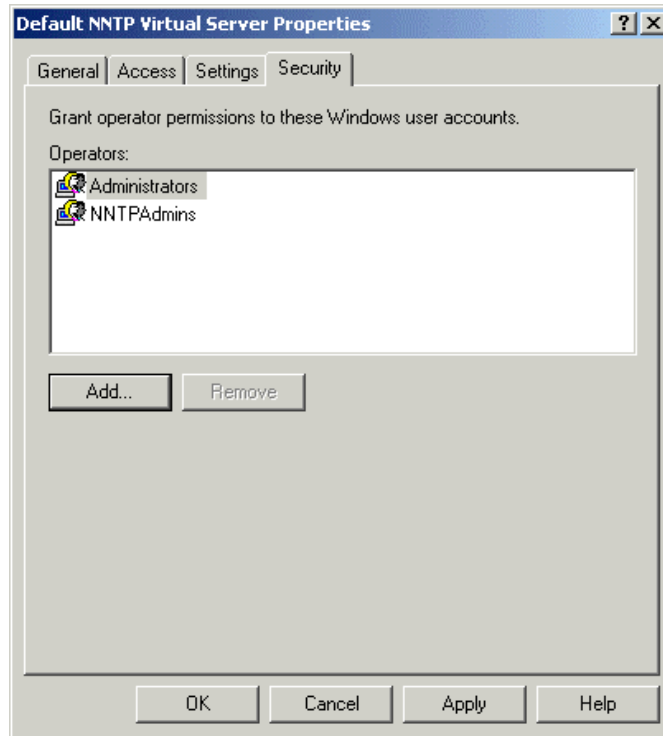 Default NNTP Virtual Server Properties ? X
General Access Settings Security
Grant operator permissions to these Windows user accounts.
Operators:
Administrators
NNTPAdmins
Add... Remove
OK Cancel Apply Help